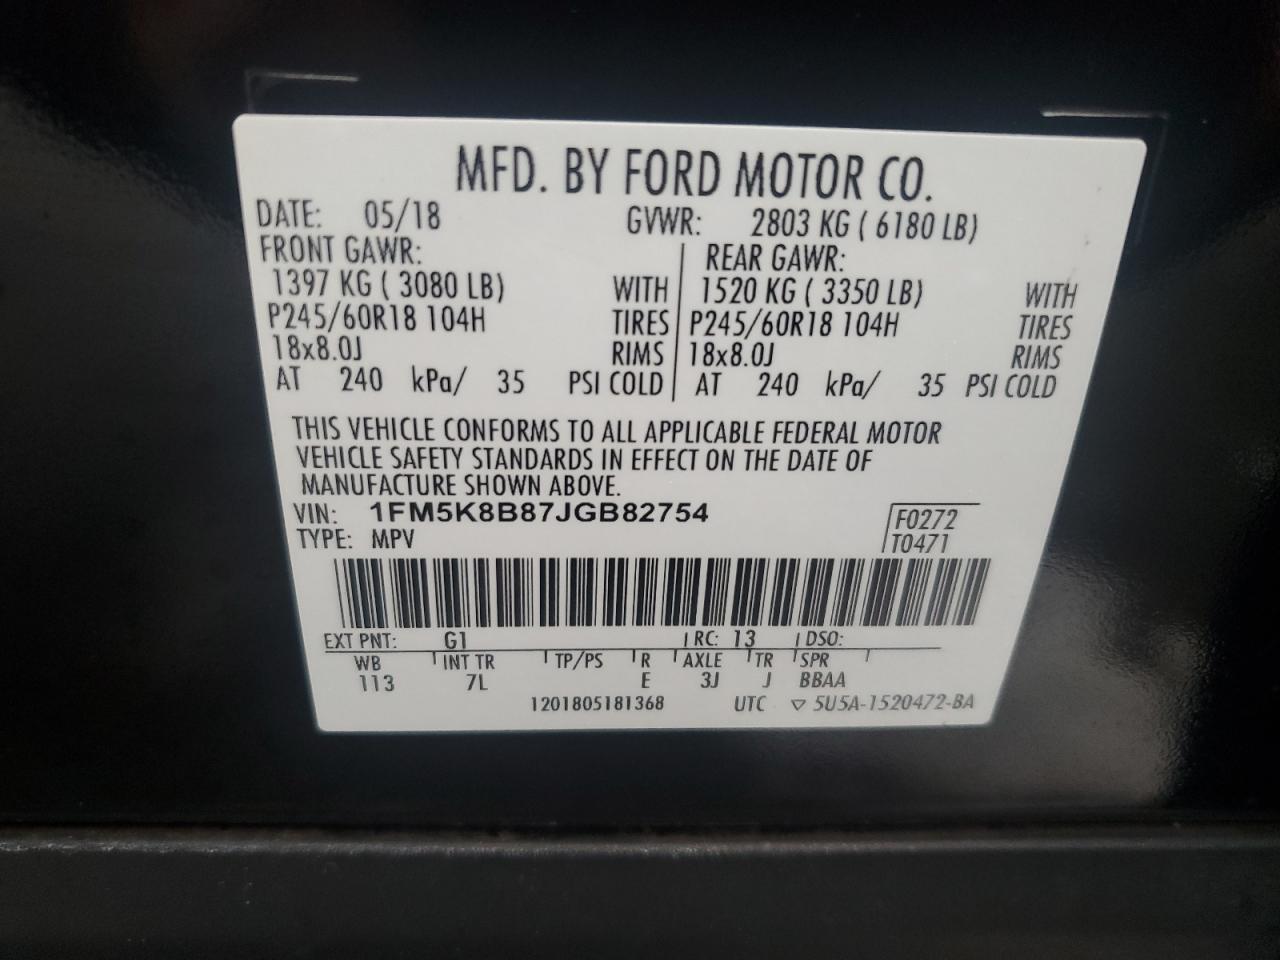 MFD. BY FORD MOTOR CO.
DATE: 05/18 GVWR: 2803 KG ( 6180 LB)
FRONT GAWR: REAR GAWR:
1397 KG ( 3080 LB) WITH 1520 KG ( 3350 LB) WITH
P245/60R18 104H TIRES P245/60R18 104H TIRES
18x8.0J RIMS 18x8.0J RIMS
AT 240 kPa/ 35 PSI COLD AT 240 kPa/ 35 PSI COLD
THIS VEHICLE CONFORMS TO ALL APPLICABLE FEDERAL MOTOR
VEHICLE SAFETY STANDARDS IN EFFECT ON THE DATE OF
MANUFACTURE SHOWN ABOVE.
VIN: 1FM5K8B87JGB82754 F0272
TYPE: MPV T0471
EXT PNT: G1 RC: 13 DSO:
WB INT TR TP/PS R AXLE TR SPR
113 7L E 3J J BBAA
1201805181368 UTC ▽ 5U5A-1520472-BA